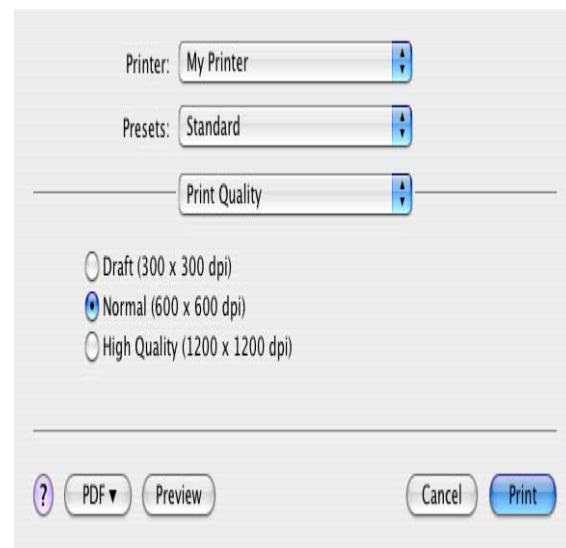 Printer: My Printer
Presets: Standard
Print Quality
Draft (300 x 300 dpi)
Normal (600 x 600 dpi)
High Quality (1200 x 1200 dpi)
? PDF ▾ Preview Cancel Print